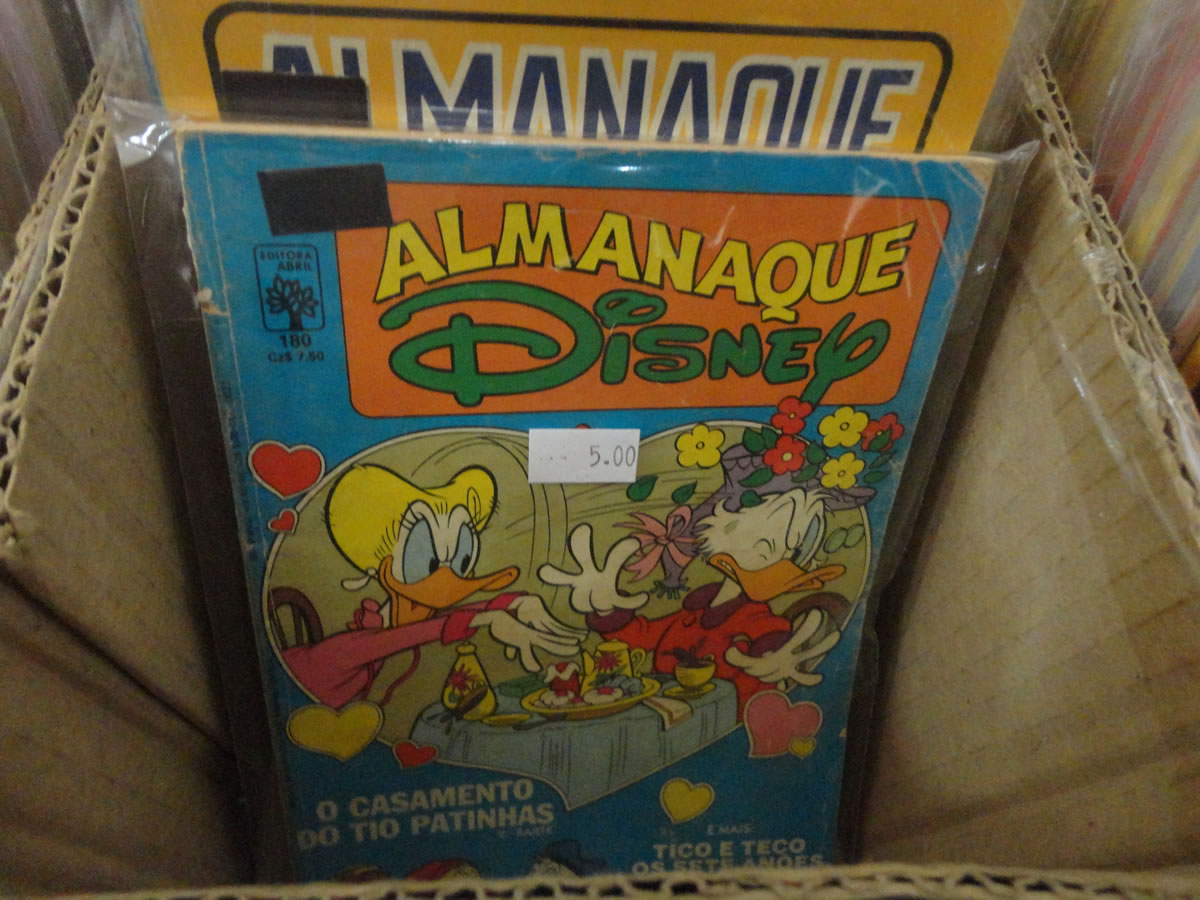 ALMANAQUE
EDITORA
ABRIL
180
Cz$ 7,50
ALMANAQUE
DISNEY
5.00
O CASAMENTO
DO TIO PATINHAS
PARTE
E MAIS:
TICO E TECO
OS SETE ANÕES